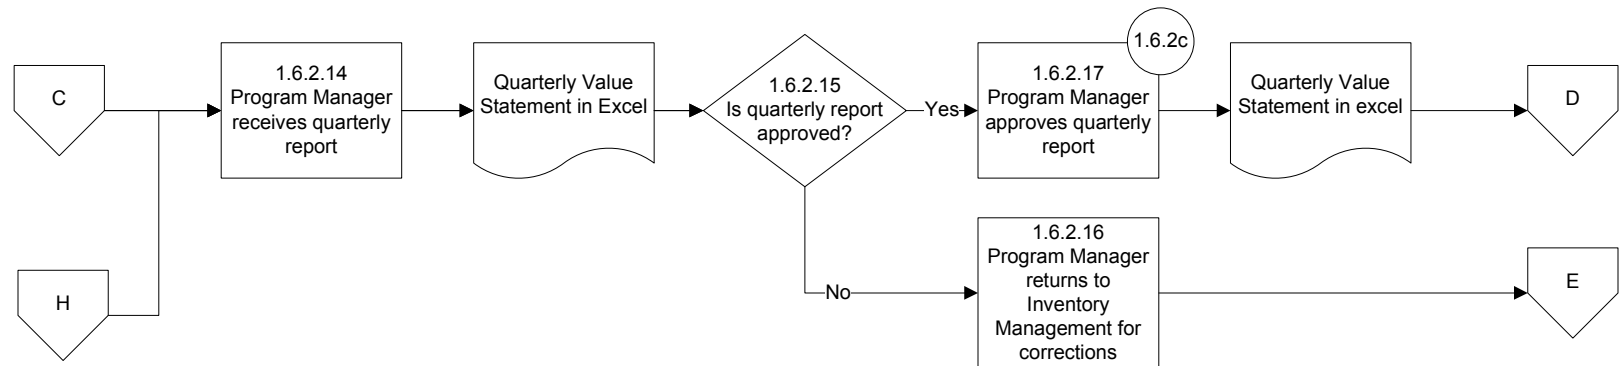 C
1.6.2.14
Program Manager
receives quarterly
report
Quarterly Value
Statement in Excel
1.6.2.15
Is quarterly report
approved?
Yes
1.6.2c
1.6.2.17
Program Manager
approves quarterly
report
Quarterly Value
Statement in excel
D
H
No
1.6.2.16
Program Manager
returns to
Inventory
Management for
corrections
E